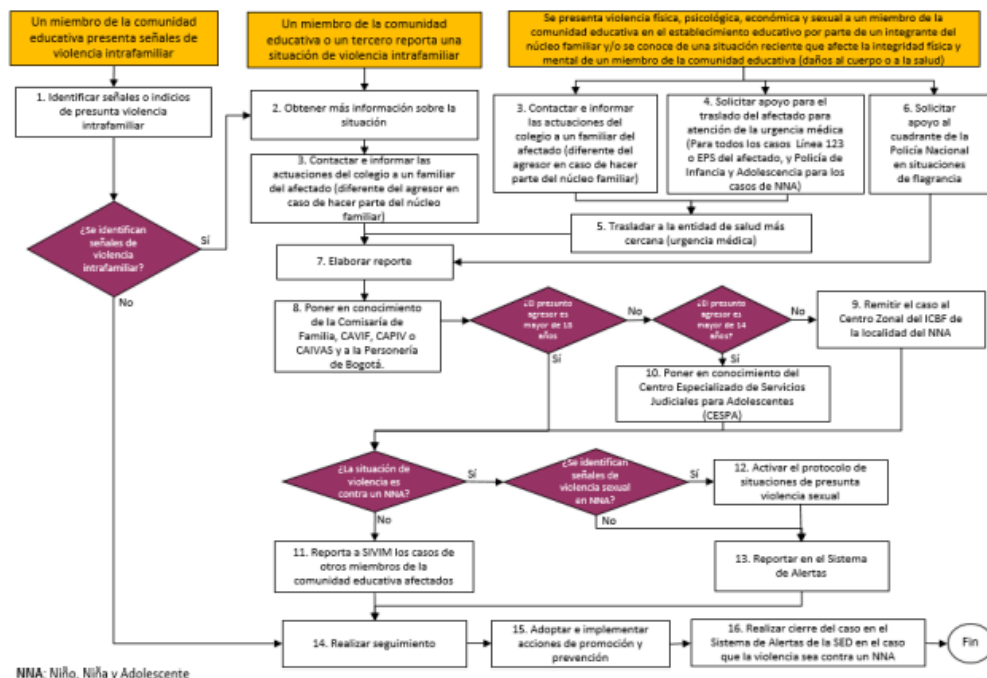 Un miembro de la comunidad
educativa presenta señales de
violencia intrafamiliar
Un miembro de la comunidad
educativa o un tercero reporta una
situación de violencia intrafamiliar
Se presenta violencia física, psicológica, económica y sexual a un miembro de la
comunidad educativa en el establecimiento educativo por parte de un integrante del
núcleo familiar y/o se conoce de una situación reciente que afecte la integridad física y
mental de un miembro de la comunidad educativa (daños al cuerpo o a la salud)
1. Identificar señales o indicios
de presunta violencia
intrafamiliar
2. Obtener más información sobre la
situación
3. Contactar e informar
las actuaciones del
colegio a un familiar del
afectado (diferente del
agresor en caso de hacer
parte del núcleo familiar)
4. Solicitar apoyo para el
traslado del afectado para
atención de la urgencia médica
(Para todos los casos Línea 123
o EPS del afectado, y Policía de
Infancia y Adolescencia para los
casos de NNA)
6. Solicitar
apoyo al
cuadrante de la
Policía Nacional
en situaciones
de flagrancia
3. Contactar e informar las
actuaciones del colegio a un familiar
del afectado (diferente del agresor en
caso de hacer parte del núcleo
familiar)
¿Se identifican
señales de
violencia
intrafamiliar?
Sí
No
5. Trasladar a la entidad de salud más
cercana (urgencia médica)
7. Elaborar reporte
8. Poner en conocimiento
de la Comisaría de
Familia, CAVIF, CAPIV o
CAIVAS y a la Personería
de Bogotá.
¿El presunto
agresor es
mayor de 18
años
No
Sí
¿El presunto
agresor es
mayor de 14
años?
No
Sí
9. Remitir el caso al
Centro Zonal del ICBF de
la localidad del NNA
10. Poner en conocimiento del
Centro Especializado de Servicios
Judiciales para Adolescentes
(CESPA)
¿La situación de
violencia es
contra un NNA?
Sí
No
¿Se identifican
señales de
violencia sexual
en NNA?
Sí
No
12. Activar el protocolo de
situaciones de presunta
violencia sexual
11. Reporta a SIVIM los casos de
otros miembros de la
comunidad educativa afectados
13. Reportar en el Sistema
de Alertas
14. Realizar seguimiento
15. Adoptar e implementar
acciones de promoción y
prevención
16. Realizar cierre del caso en el
Sistema de Alertas de la SED en el caso
que la violencia sea contra un NNA
Fin
NNA: Niño, Niña y Adolescente